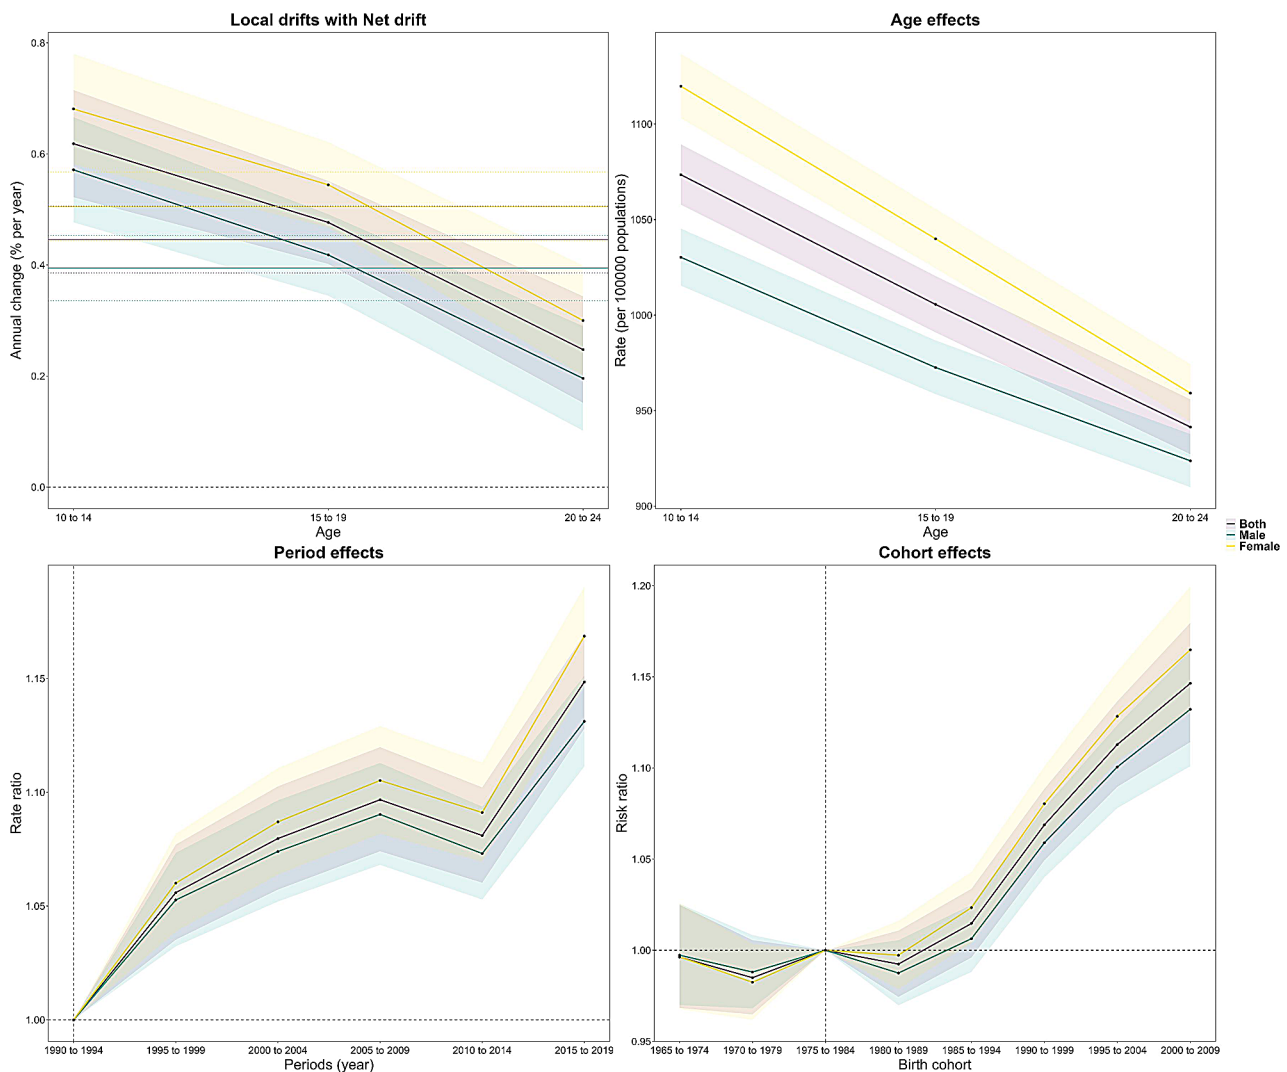 Local drifts with Net drift
Annual change (% per year)
0.8
0.6
0.4
0.2
0.0
10 to 14
15 to 19
20 to 24
Age
Age effects
Rate (per 100000 populations)
1100
1050
1000
950
900
10 to 14
15 to 19
20 to 24
Age
Both
Male
Female
Period effects
Rate ratio
1.15
1.10
1.05
1.00
1990 to 1994
1995 to 1999
2000 to 2004
2005 to 2009
2010 to 2014
2015 to 2019
Periods (year)
Cohort effects
Risk ratio
1.20
1.15
1.10
1.05
1.00
0.95
1965 to 1974
1970 to 1979
1975 to 1984
1980 to 1989
1985 to 1994
1990 to 1999
1995 to 2004
2000 to 2009
Birth cohort